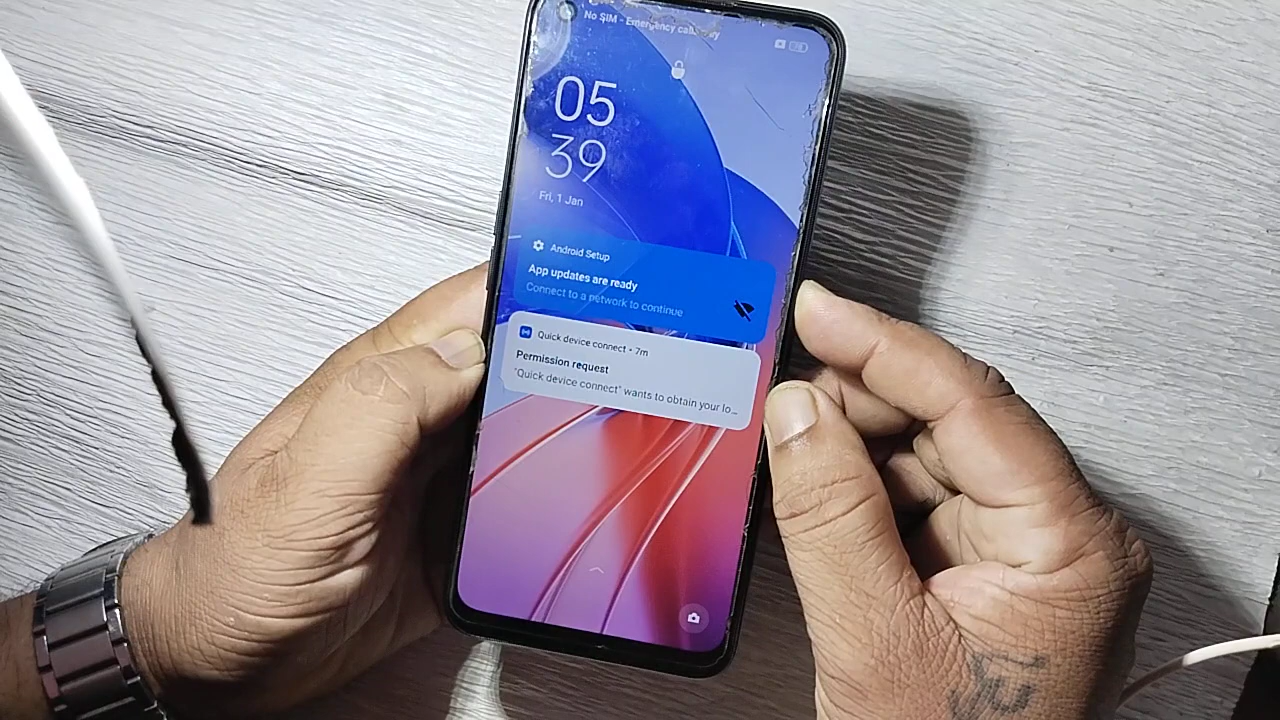 No SIM - Emergency calls only
05
39
Fri, 1 Jan
Android Setup
App updates are ready
Connect to a network to continue
Quick device connect • 7m
Permission request
"Quick device connect" wants to obtain your lo...